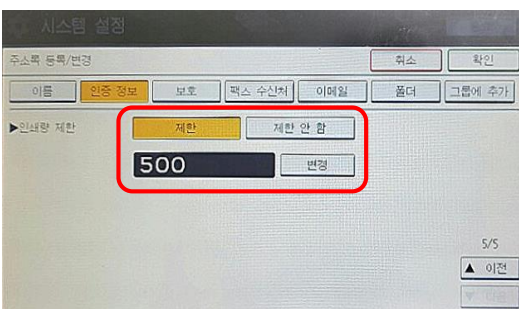 시스템 설정
주소록 등록/변경
취소
확인
이름
인증 정보
보호
팩스 수신처
이메일
폴더
그룹에 추가
▶인쇄량 제한
제한
제한 안 함
500
변경
5/5
▲ 이전
▼ 다음